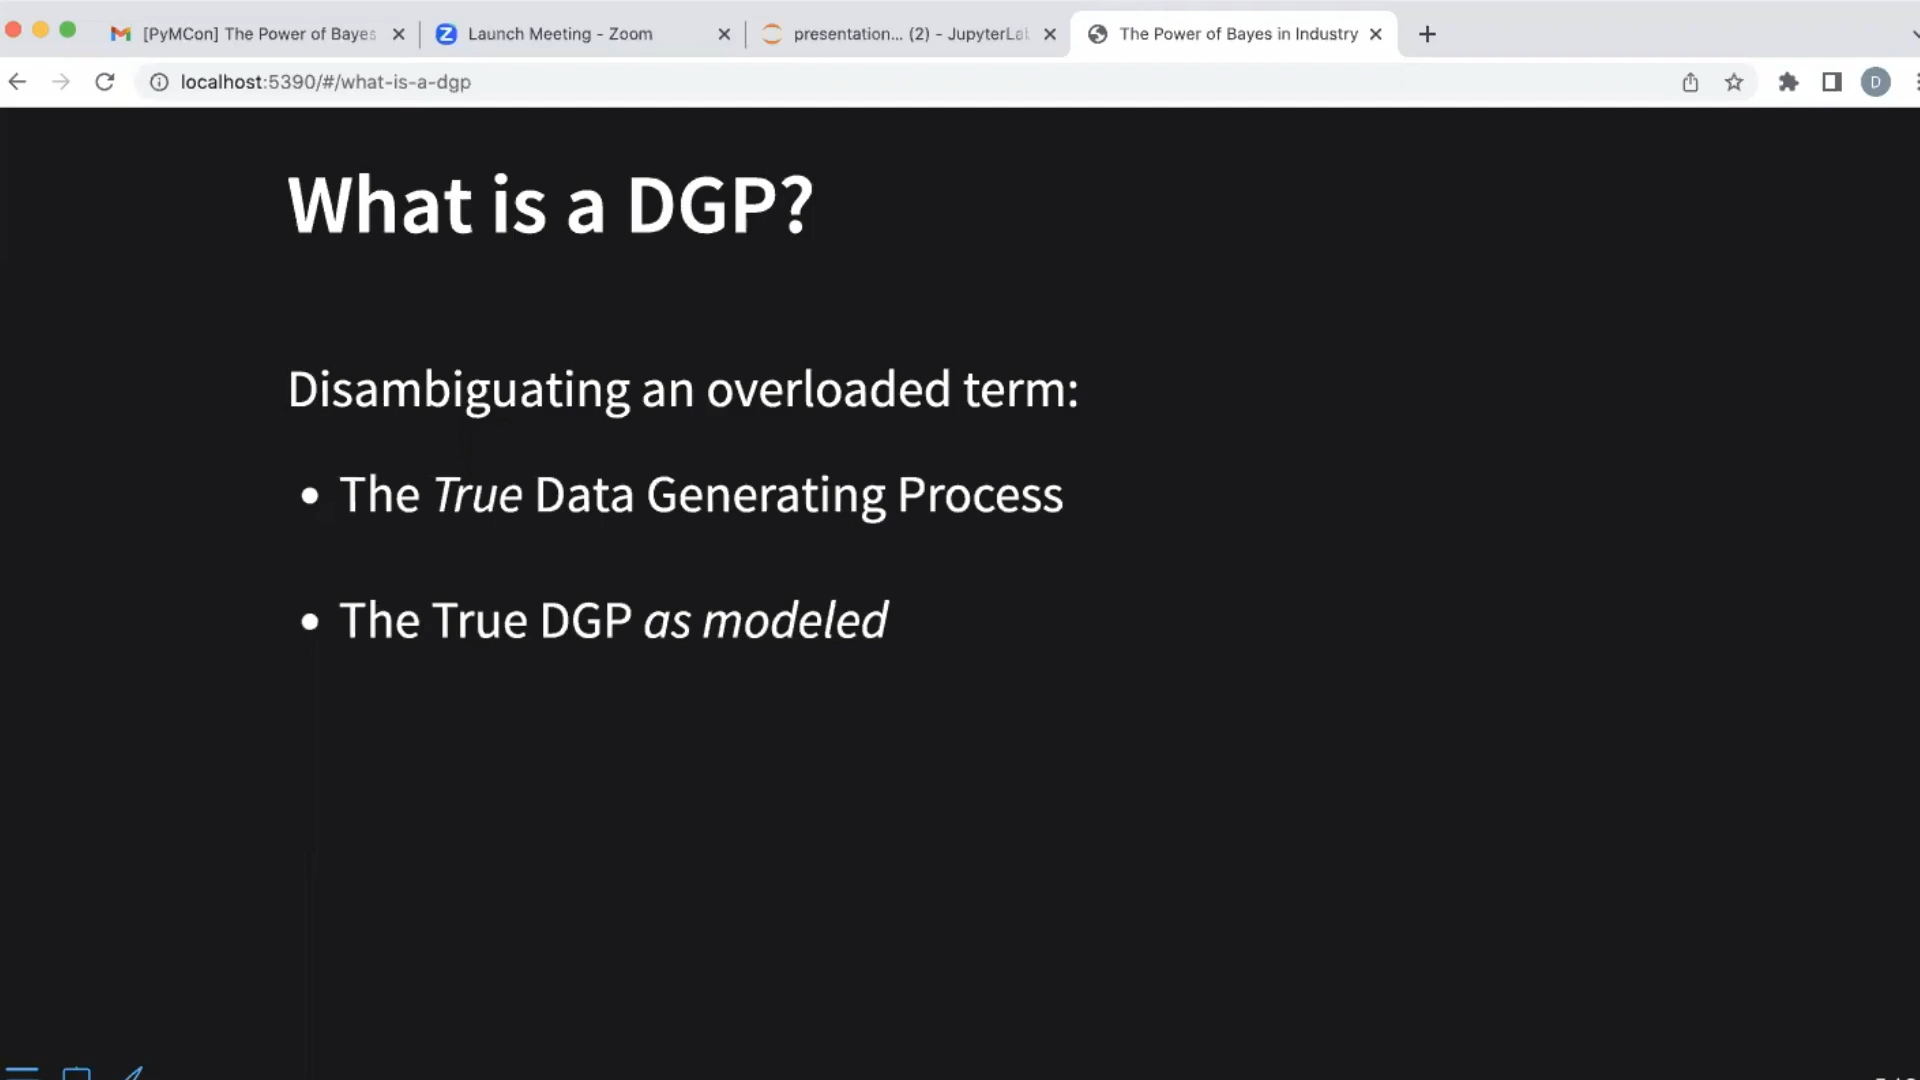 [PyMCon] The Power of Bayes
Launch Meeting - Zoom
presentation... (2) - JupyterLab
The Power of Bayes in Industry
localhost:5390/#/what-is-a-dgp
D
What is a DGP?
Disambiguating an overloaded term:
• The True Data Generating Process
• The True DGP as modeled